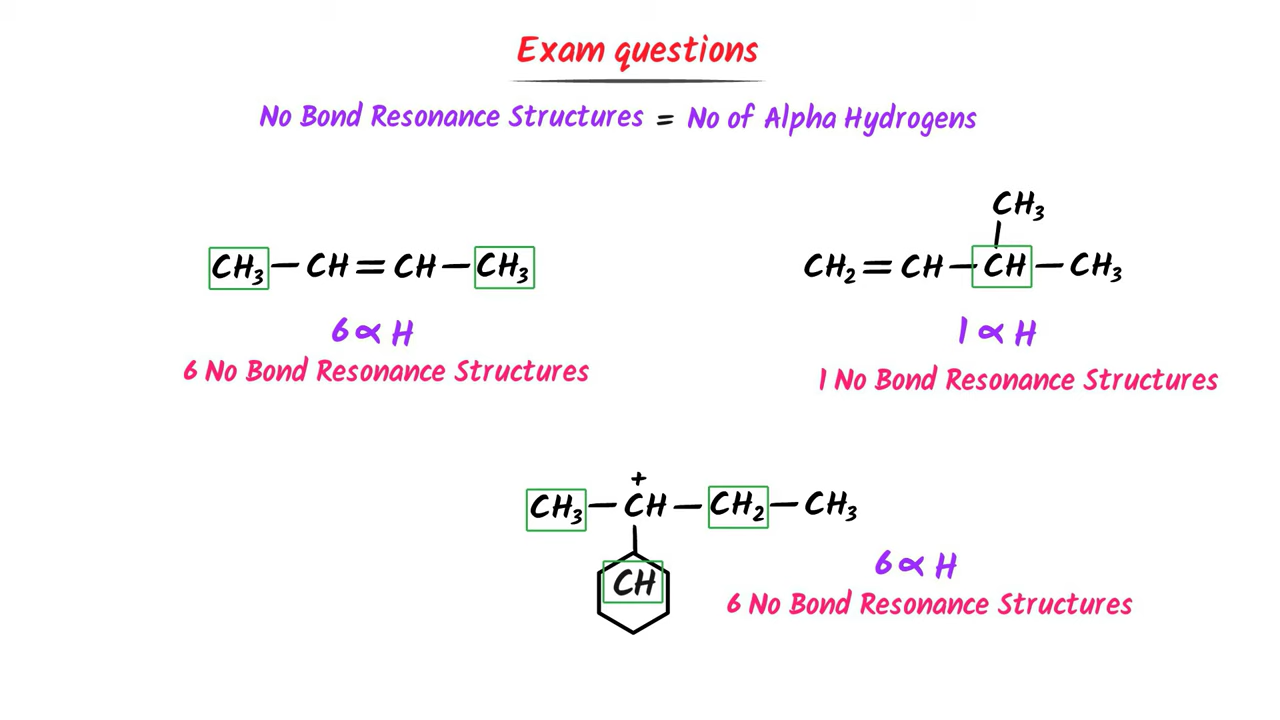 Exam questions
No Bond Resonance Structures = No of Alpha Hydrogens
CH₃
CH₃ — CH = CH — CH₃
CH₂ = CH — CH — CH₃
6 ∝ H
1 ∝ H
6 No Bond Resonance Structures
1 No Bond Resonance Structures
+
CH₃ — CH — CH₂ — CH₃
CH
6 ∝ H
6 No Bond Resonance Structures